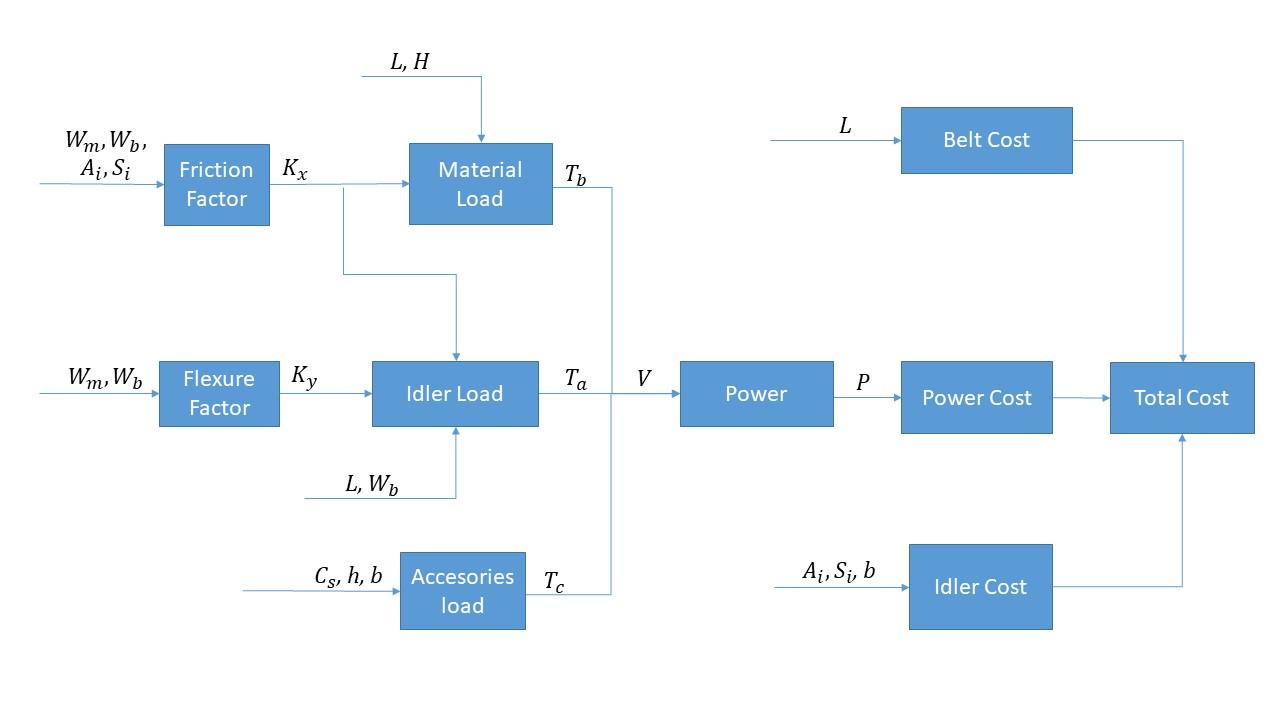 L, H
W_m, W_b,
A_i, S_i
Friction
Factor
K_x
Material
Load
T_b
L
Belt Cost
W_m, W_b
Flexure
Factor
K_y
Idler Load
T_a
V
Power
P
Power Cost
Total Cost
L, W_b
C_s, h, b
Accesories
load
T_c
A_i, S_i, b
Idler Cost